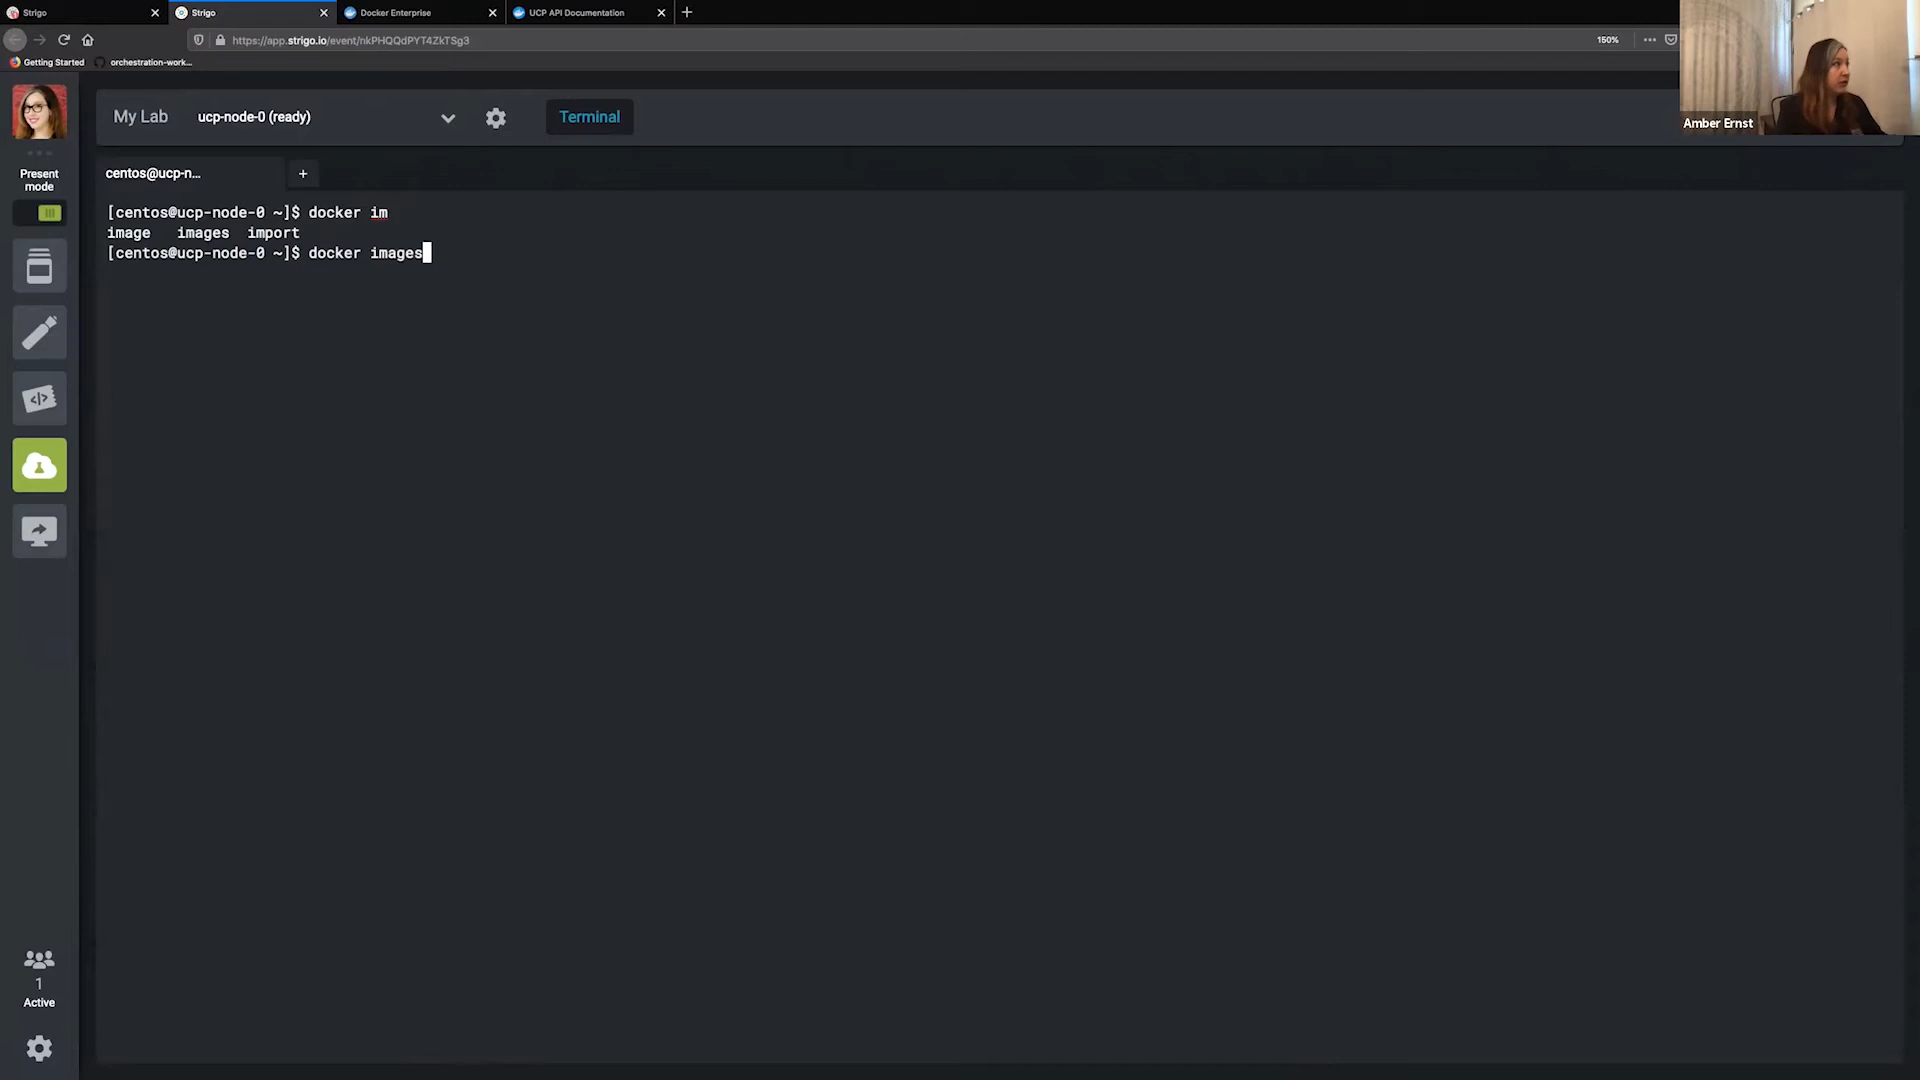 Strigo
Strigo
Docker Enterprise
UCP API Documentation
https://app.strigo.io/event/nkPHQQdPYT4ZkTSg3
150%
Getting Started
orchestration-work...
My Lab
ucp-node-0 (ready)
Terminal
Amber Ernst
Present
mode
centos@ucp-n...
+
[centos@ucp-node-0 ~]$ docker im
image images import
[centos@ucp-node-0 ~]$ docker images
1
Active